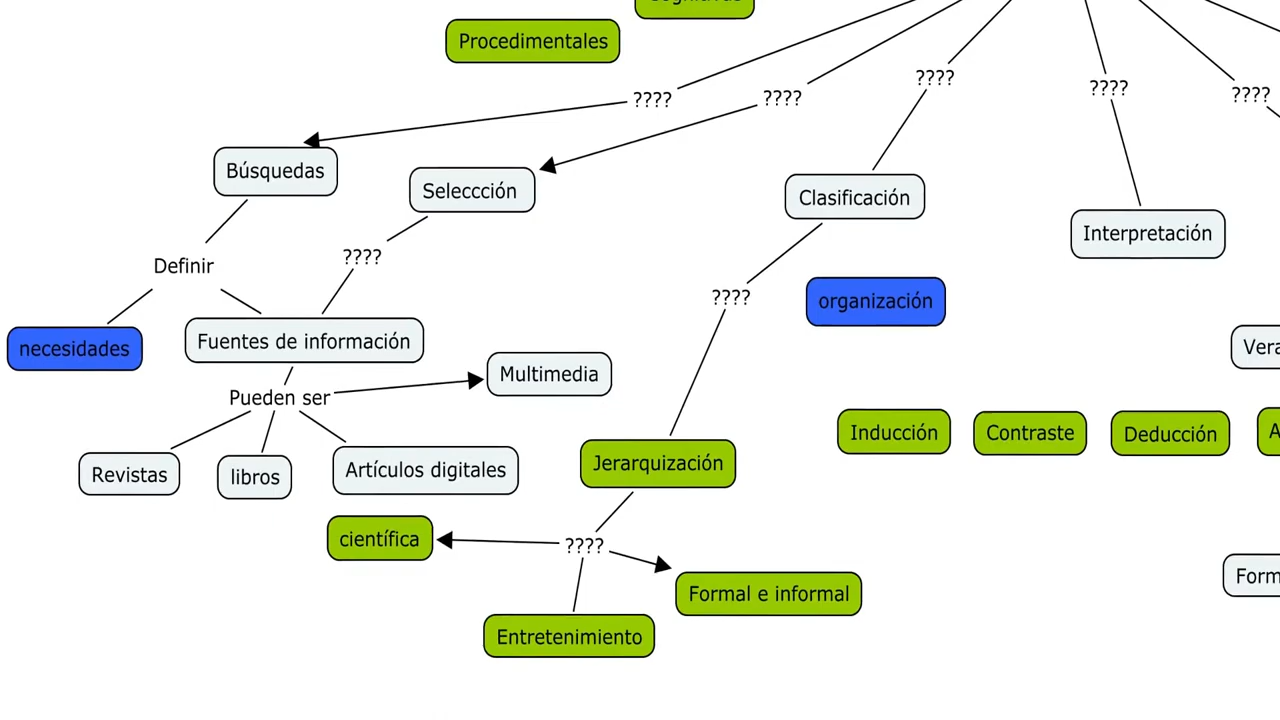 Procedimentales
????
????
????
????
????
Búsquedas
Seleccción
Clasificación
Interpretación
????
Definir
????
organización
necesidades
Fuentes de información
Multimedia
Pueden ser
Inducción
Contraste
Deducción
Revistas
libros
Artículos digitales
Jerarquización
científica
????
Formal e informal
Entretenimiento